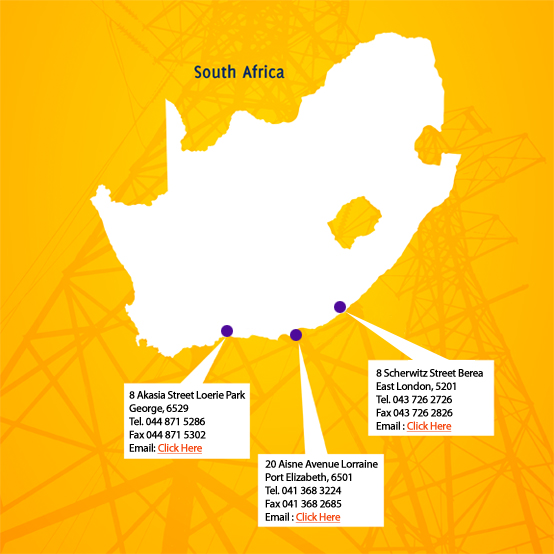 South Africa
8 Akasia Street Loerie Park
George, 6529
Tel. 044 871 5286
Fax 044 871 5302
Email: Click Here
20 Aisne Avenue Lorraine
Port Elizabeth, 6501
Tel. 041 368 3224
Fax 041 368 2685
Email : Click Here
8 Scherwitz Street Berea
East London, 5201
Tel. 043 726 2726
Fax 043 726 2826
Email : Click Here